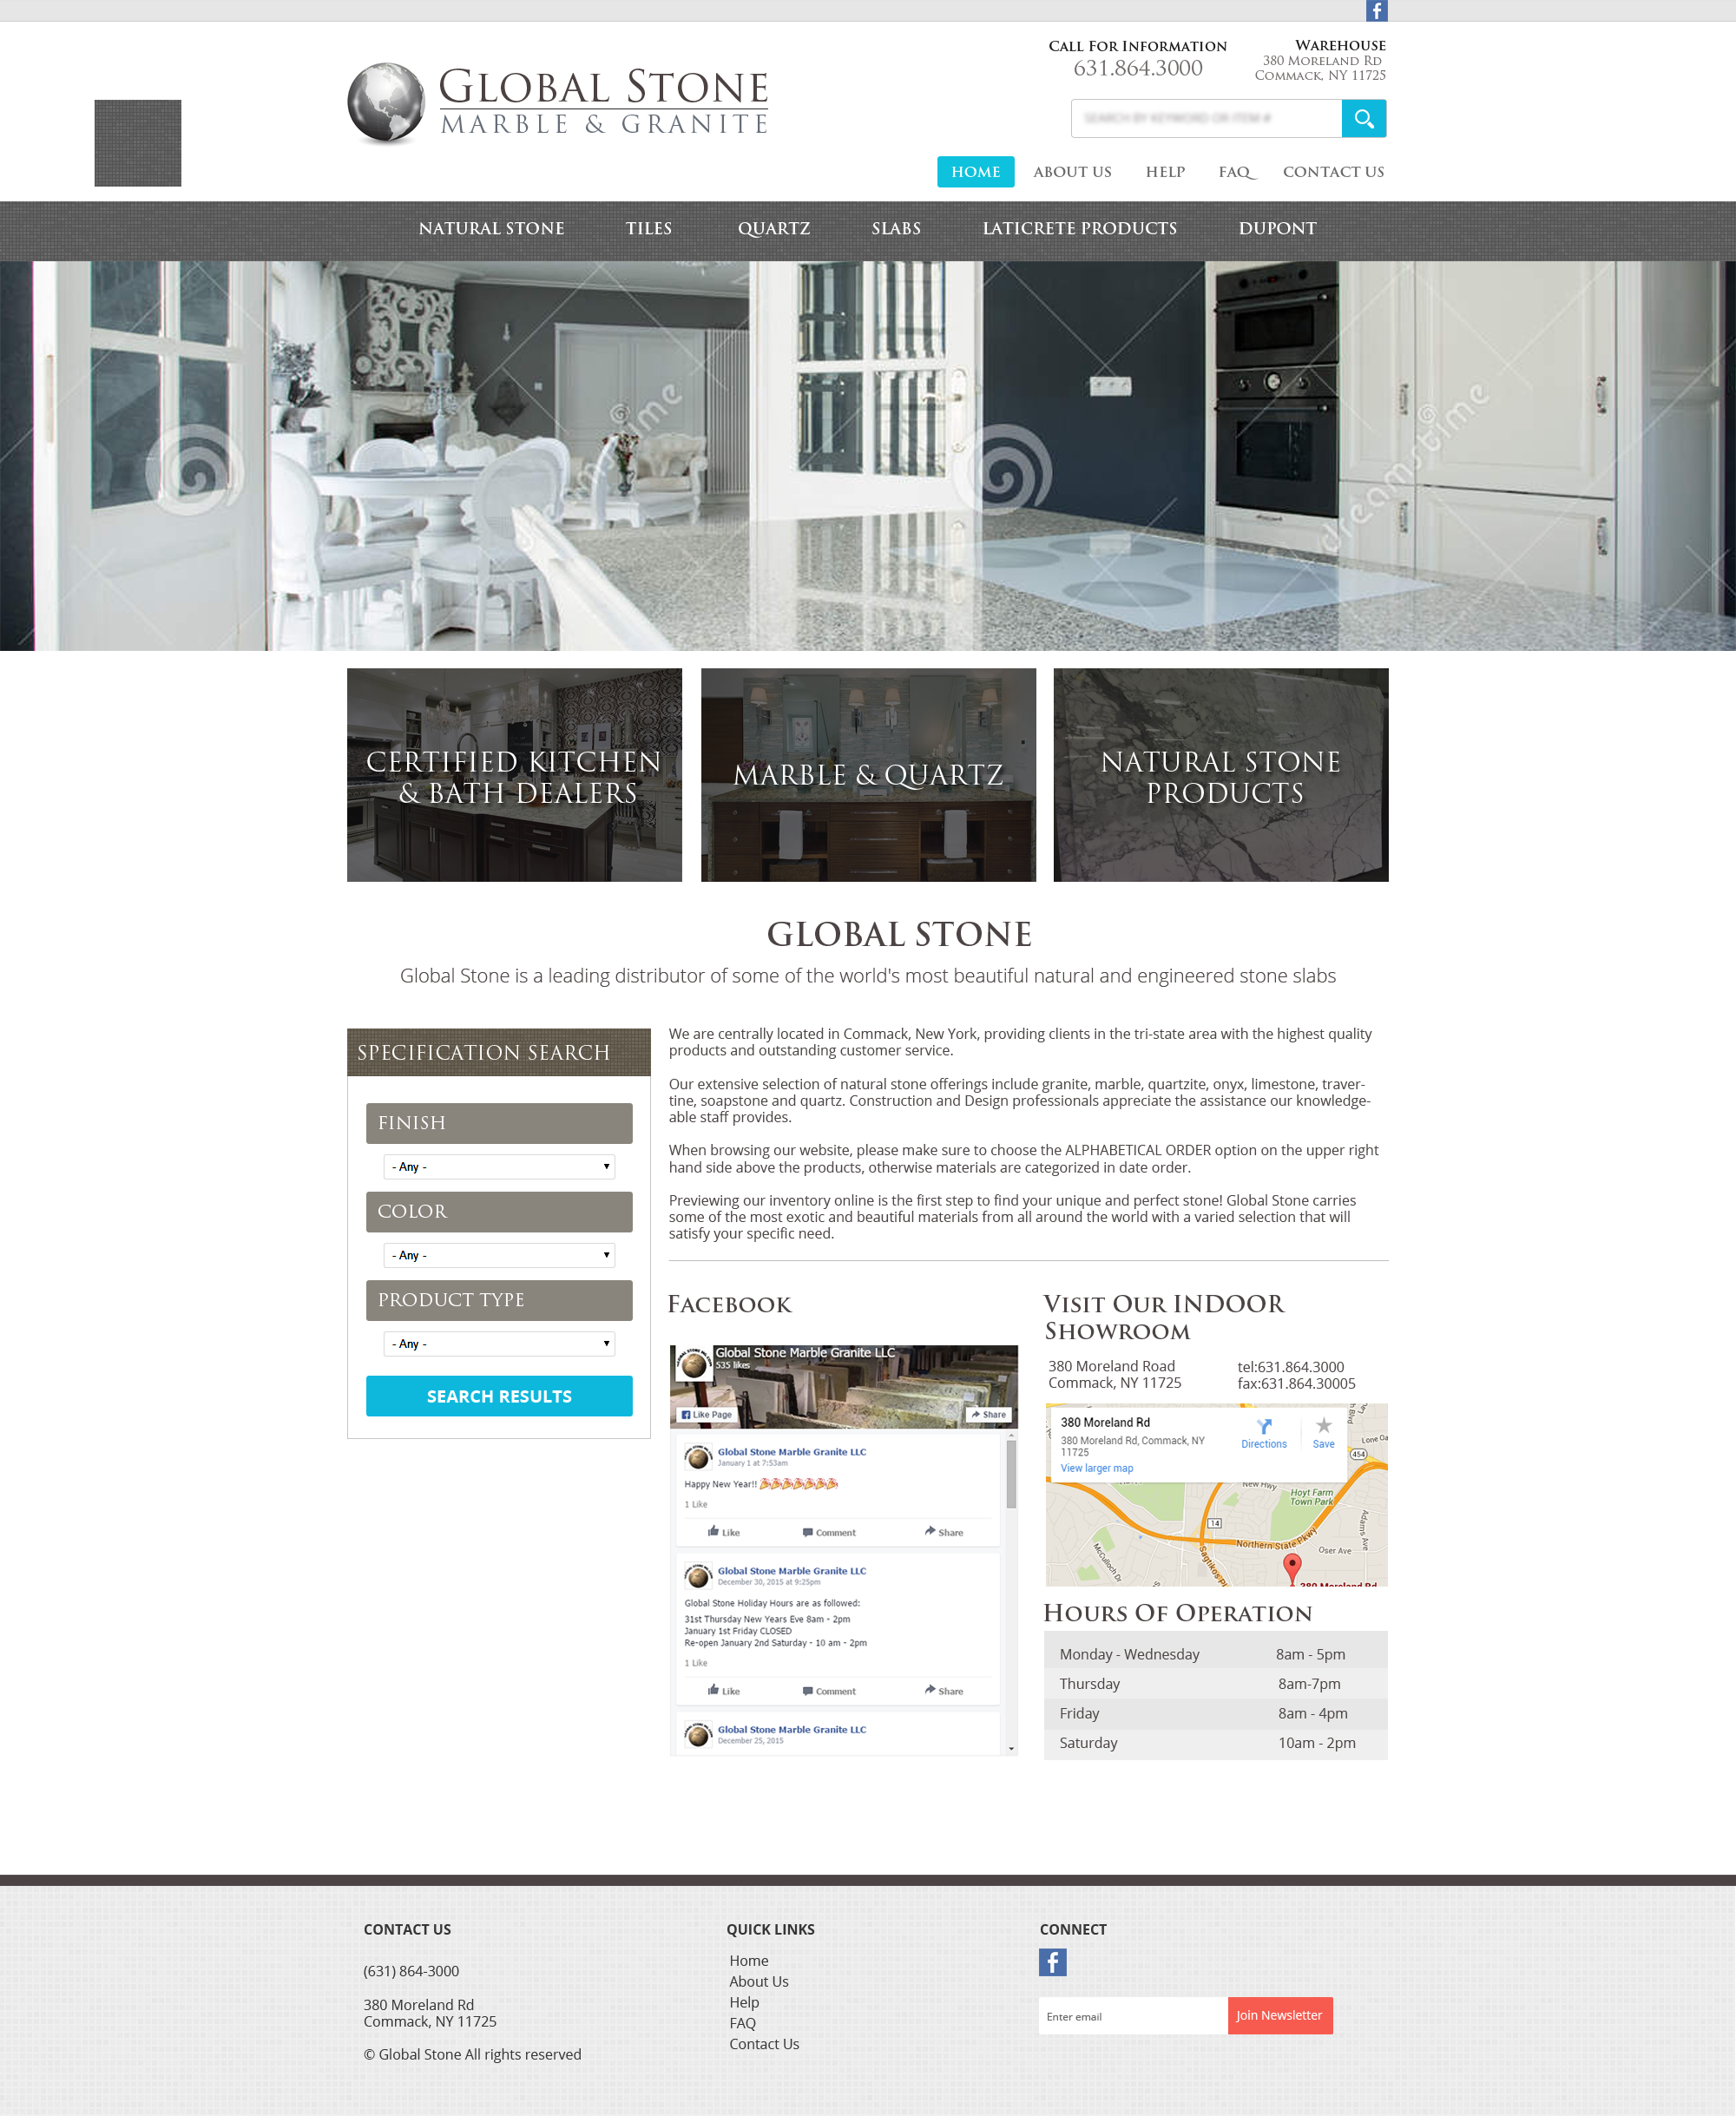 f
CALL FOR INFORMATION
631.864.3000
WAREHOUSE
380 MORELAND RD
COMMACK, NY 11725
GLOBAL STONE
MARBLE & GRANITE
SEARCH BY KEYWORD OR ITEM #
HOME ABOUT US HELP FAQ CONTACT US
NATURAL STONE TILES QUARTZ SLABS LATICRETE PRODUCTS DUPONT
dreamstime
dreamstime
CERTIFIED KITCHEN
& BATH DEALERS
MARBLE & QUARTZ
NATURAL STONE
PRODUCTS
GLOBAL STONE
Global Stone is a leading distributor of some of the world's most beautiful natural and engineered stone slabs
SPECIFICATION SEARCH
FINISH
- Any -
COLOR
- Any -
PRODUCT TYPE
- Any -
SEARCH RESULTS
We are centrally located in Commack, New York, providing clients in the tri-state area with the highest quality
products and outstanding customer service.
Our extensive selection of natural stone offerings include granite, marble, quartzite, onyx, limestone, traver-
tine, soapstone and quartz. Construction and Design professionals appreciate the assistance our knowledge-
able staff provides.
When browsing our website, please make sure to choose the ALPHABETICAL ORDER option on the upper right
hand side above the products, otherwise materials are categorized in date order.
Previewing our inventory online is the first step to find your unique and perfect stone! Global Stone carries
some of the most exotic and beautiful materials from all around the world with a varied selection that will
satisfy your specific need.
FACEBOOK
Global Stone Marble Granite LLC
535 likes
Like Page
Share
Global Stone Marble Granite LLC
January 1 at 7:53am
Happy New Year!!
1 Like
Like Comment Share
Global Stone Marble Granite LLC
December 30, 2015 at 9:25pm
Global Stone Holiday Hours are as followed:
31st Thursday New Years Eve 8am - 2pm
January 1st Friday CLOSED
Re-open January 2nd Saturday - 10 am - 2pm
1 Like
Like Comment Share
Global Stone Marble Granite LLC
December 25, 2015
VISIT OUR INDOOR
SHOWROOM
380 Moreland Road
Commack, NY 11725
tel:631.864.3000
fax:631.864.30005
380 Moreland Rd
380 Moreland Rd, Commack, NY
11725
View larger map
Directions
Save
Lone Oa
454
New Hwy
Hoyt Farm
Town Park
14
Northern State Pkwy
Adams Ave
Oser Ave
McCulloch Dr
Sagtikos P
380 Moreland Rd
HOURS OF OPERATION
Monday - Wednesday 8am - 5pm
Thursday 8am-7pm
Friday 8am - 4pm
Saturday 10am - 2pm
CONTACT US
(631) 864-3000
380 Moreland Rd
Commack, NY 11725
© Global Stone All rights reserved
QUICK LINKS
Home
About Us
Help
FAQ
Contact Us
CONNECT
f
Enter email
Join Newsletter